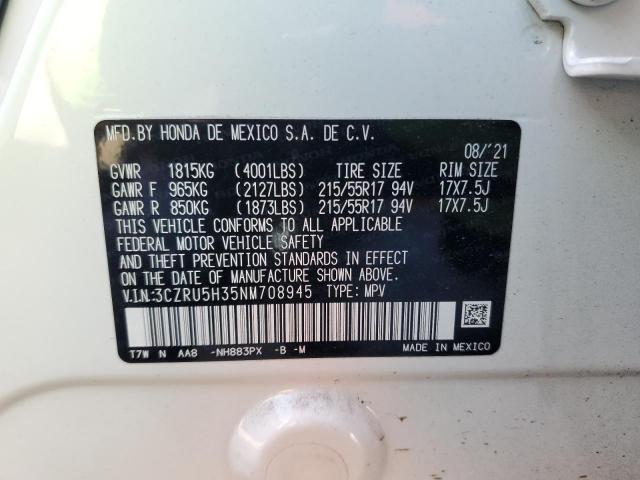 MFD.BY HONDA DE MEXICO S.A. DE C.V.
08/'21
GVWR 1815KG (4001LBS) TIRE SIZE RIM SIZE
GAWR F 965KG (2127LBS) 215/55R17 94V 17X7.5J
GAWR R 850KG (1873LBS) 215/55R17 94V 17X7.5J
THIS VEHICLE CONFORMS TO ALL APPLICABLE
FEDERAL MOTOR VEHICLE SAFETY
AND THEFT PREVENTION STANDARDS IN EFFECT
ON THE DATE OF MANUFACTURE SHOWN ABOVE.
V.I.N:3CZRU5H35NM708945 TYPE: MPV
T7W N AA8 -NH883PX -B -M MADE IN MEXICO